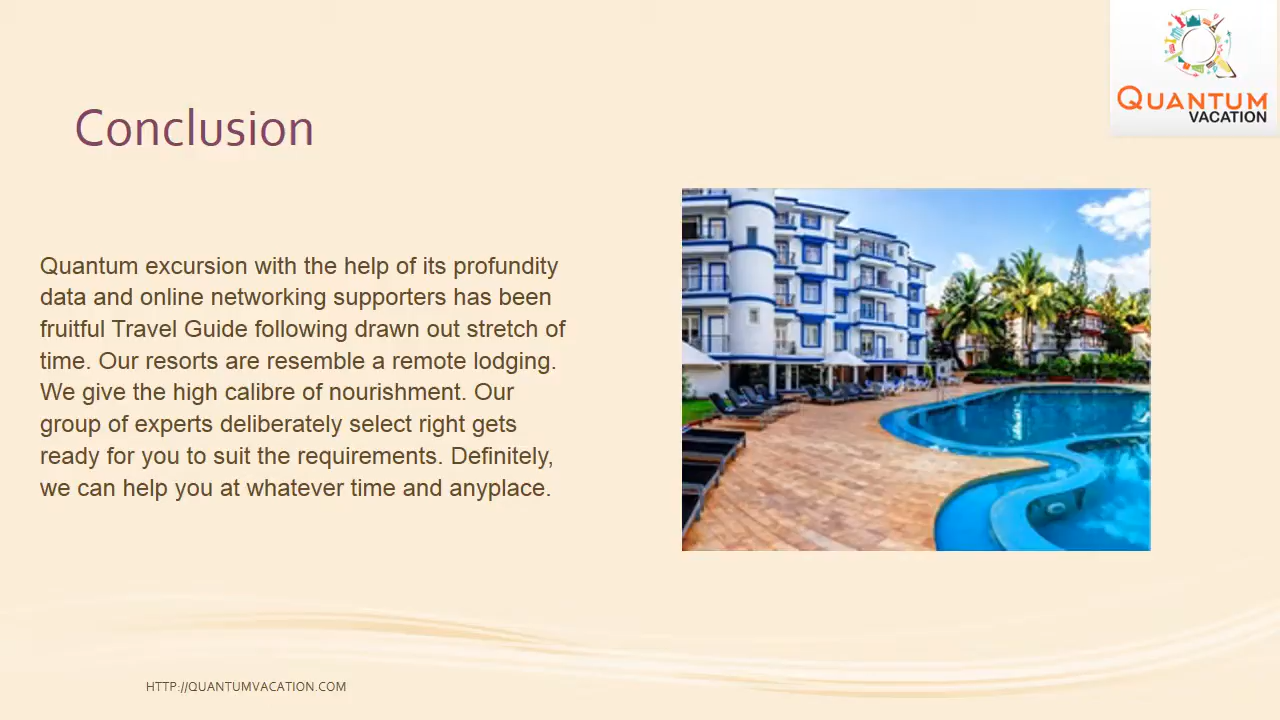 QUANTUM
VACATION
Conclusion
Quantum excursion with the help of its profundity
data and online networking supporters has been
fruitful Travel Guide following drawn out stretch of
time. Our resorts are resemble a remote lodging.
We give the high calibre of nourishment. Our
group of experts deliberately select right gets
ready for you to suit the requirements. Definitely,
we can help you at whatever time and anyplace.
HTTP://QUANTUMVACATION.COM